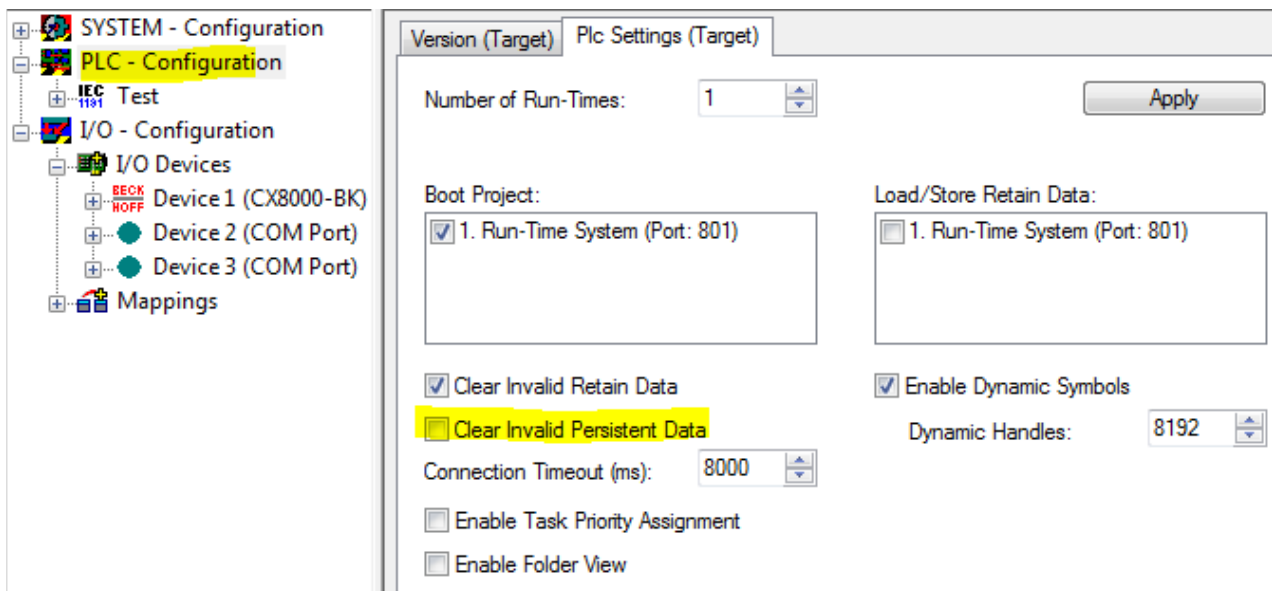 SYSTEM - Configuration
PLC - Configuration
IEC
1131
Test
I/O - Configuration
I/O Devices
BECK
HOFF
Device 1 (CX8000-BK)
Device 2 (COM Port)
Device 3 (COM Port)
Mappings
Version (Target) Plc Settings (Target)
Number of Run-Times: 1 Apply
Boot Project: Load/Store Retain Data:
1. Run-Time System (Port: 801) 1. Run-Time System (Port: 801)
Clear Invalid Retain Data Enable Dynamic Symbols
Clear Invalid Persistent Data Dynamic Handles: 8192
Connection Timeout (ms): 8000
Enable Task Priority Assignment
Enable Folder View